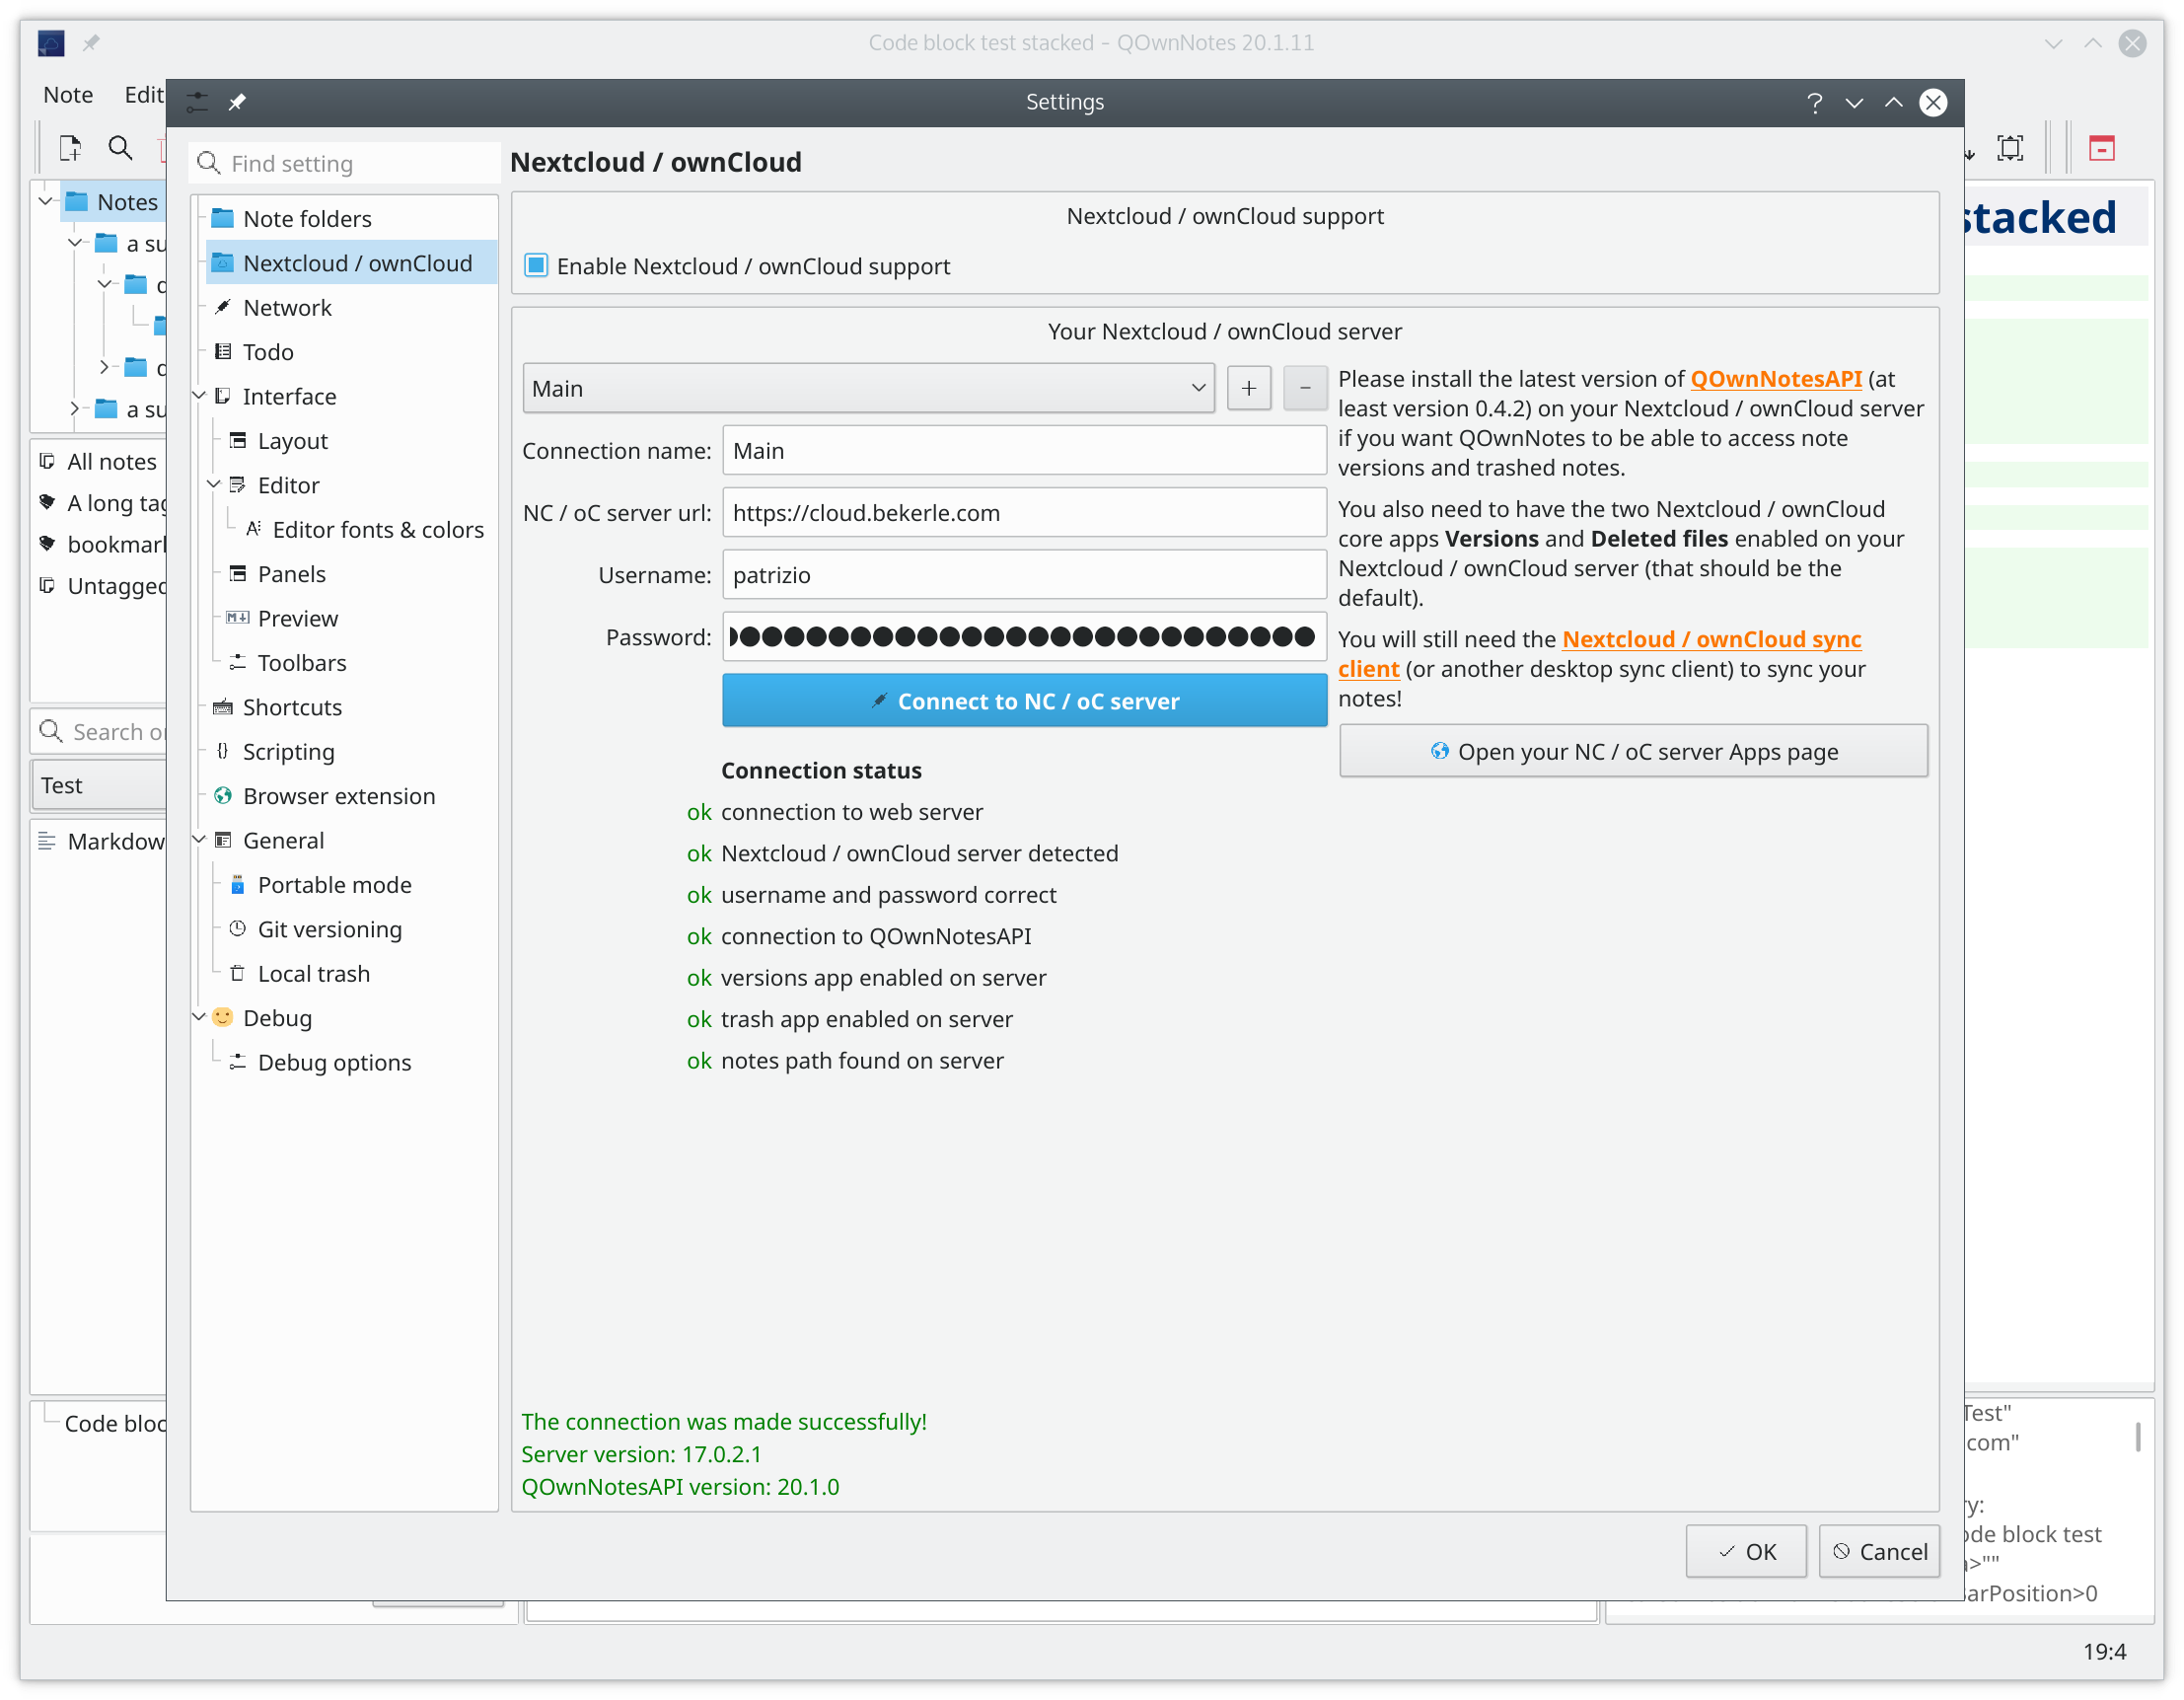 Code block test stacked - QOwnNotes 20.1.11
Note Edit
Settings
Find setting
Note folders
Nextcloud / ownCloud
Network
Todo
Interface
Layout
Editor
Editor fonts & colors
Panels
Preview
Toolbars
Shortcuts
Scripting
Browser extension
General
Portable mode
Git versioning
Local trash
Debug
Debug options
Nextcloud / ownCloud
Nextcloud / ownCloud support
Enable Nextcloud / ownCloud support
Your Nextcloud / ownCloud server
Main
+ −
Connection name: Main
NC / oC server url: https://cloud.bekerle.com
Username: patrizio
Password:
Connect to NC / oC server
Connection status
ok connection to web server
ok Nextcloud / ownCloud server detected
ok username and password correct
ok connection to QOwnNotesAPI
ok versions app enabled on server
ok trash app enabled on server
ok notes path found on server
Please install the latest version of QOwnNotesAPI (at
least version 0.4.2) on your Nextcloud / ownCloud server
if you want QOwnNotes to be able to access note
versions and trashed notes.
You also need to have the two Nextcloud / ownCloud
core apps Versions and Deleted files enabled on your
Nextcloud / ownCloud server (that should be the
default).
You will still need the Nextcloud / ownCloud sync
client (or another desktop sync client) to sync your
notes!
Open your NC / oC server Apps page
The connection was made successfully!
Server version: 17.0.2.1
QOwnNotesAPI version: 20.1.0
OK
Cancel
Notes
a su
a su
All notes
A long tag
bookmark
Untagged
Search
Test
Markdow
Code bloc
stacked
Test"
com"
ry:
ode block test
a>""
BarPosition>0
19:4